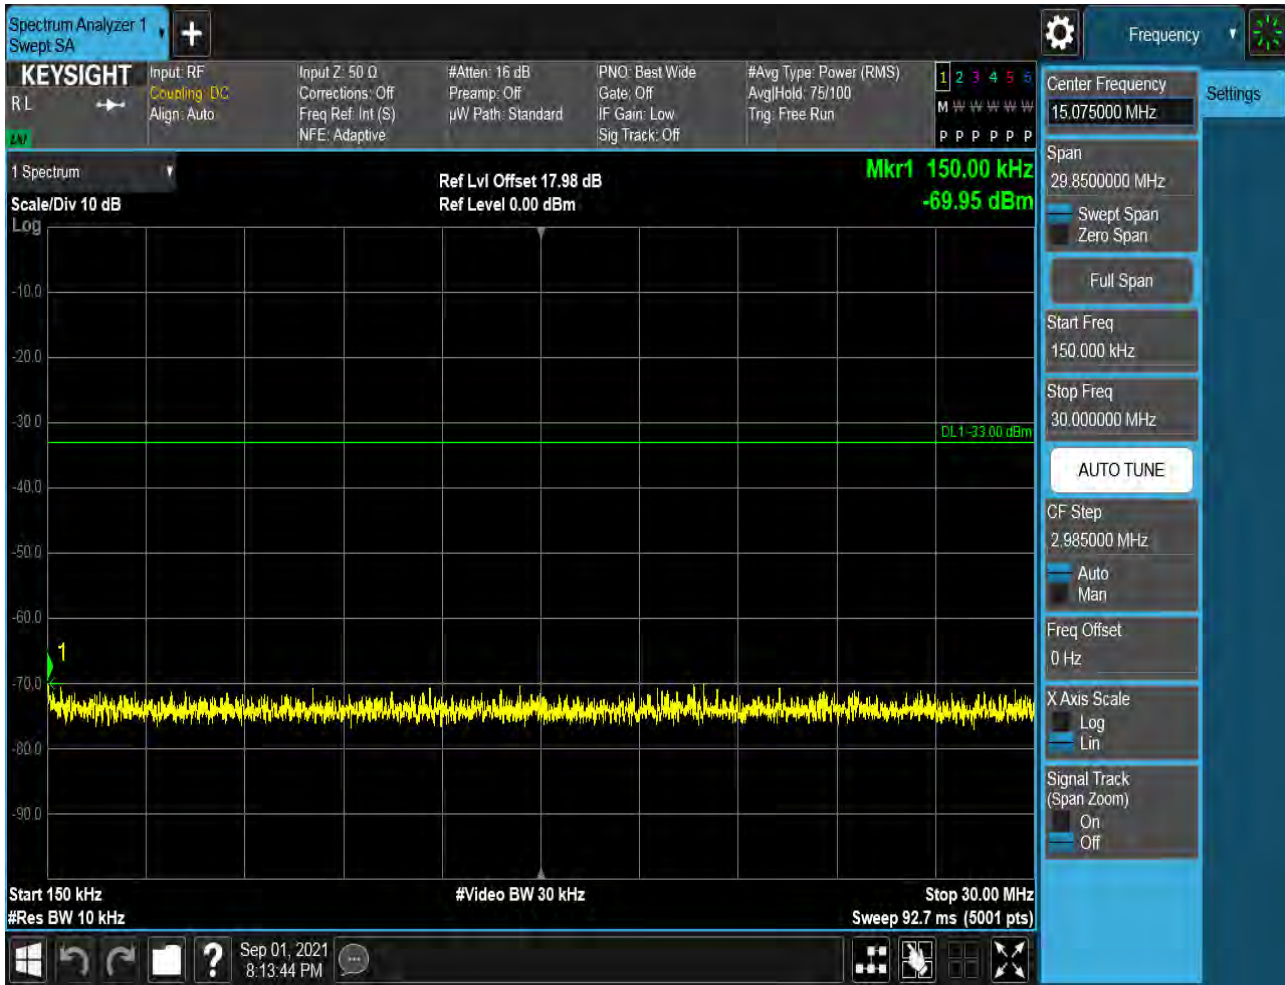 Spectrum Analyzer 1
Swept SA
Frequency
KEYSIGHT
R L
Input: RF
Coupling: DC
Align: Auto
Input Z: 50 Ω
Corrections: Off
Freq Ref: Int (S)
NFE: Adaptive
#Atten: 16 dB
Preamp: Off
µW Path: Standard
PNO: Best Wide
Gate: Off
IF Gain: Low
Sig Track: Off
#Avg Type: Power (RMS)
Avg|Hold: 75/100
Trig: Free Run
1 2 3 4 5 6
M W W W W W
P P P P P P
1 Spectrum
Scale/Div 10 dB
Log
Ref Lvl Offset 17.98 dB
Ref Level 0.00 dBm
Mkr1 150.00 kHz
-69.95 dBm
-10.0
-20.0
-30.0
DL1 -33.00 dBm
-40.0
-50.0
-60.0
1
-70.0
-80.0
-90.0
Start 150 kHz
#Res BW 10 kHz
#Video BW 30 kHz
Stop 30.00 MHz
Sweep 92.7 ms (5001 pts)
Center Frequency
15.075000 MHz
Settings
Span
29.8500000 MHz
Swept Span
Zero Span
Full Span
Start Freq
150.000 kHz
Stop Freq
30.000000 MHz
AUTO TUNE
CF Step
2.985000 MHz
Auto
Man
Freq Offset
0 Hz
X Axis Scale
Log
Lin
Signal Track
(Span Zoom)
On
Off
?
Sep 01, 2021
8:13:44 PM